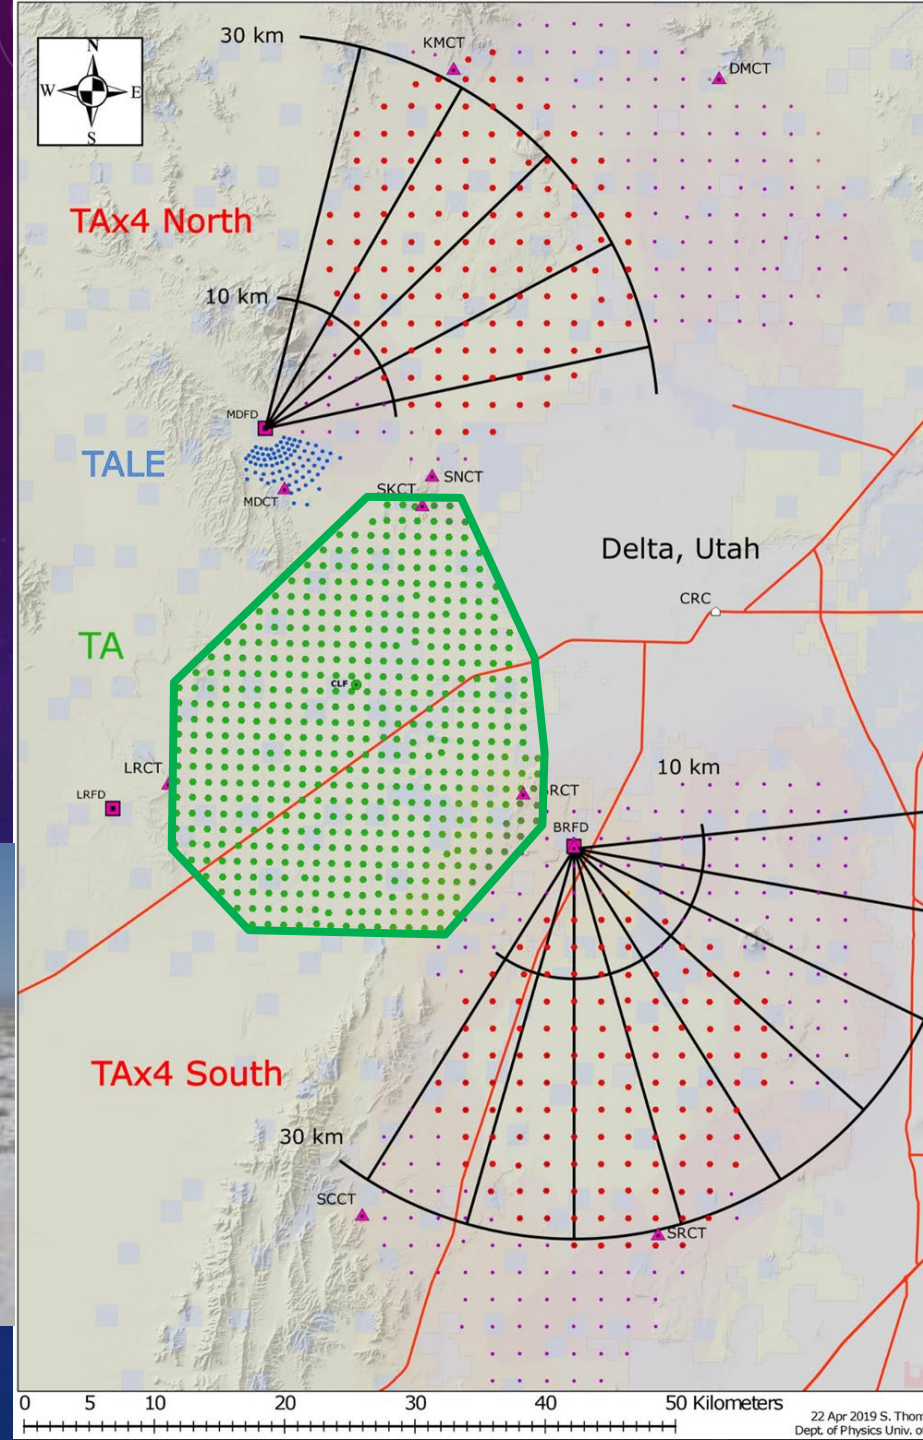 30 km
KMCT
DMCT
N
W E
S
TAx4 North
10 km
MDFD
TALE
SNCT
SKCT
MDCT
Delta, Utah
CRC
TA
CLF
LRCT
10 km
LRFD
BRFD
TAx4 South
30 km
SCCT
SRCT
0 5 10 20 30 40 50 Kilometers
22 Apr 2019 S.
Dept. of Physics Univ.